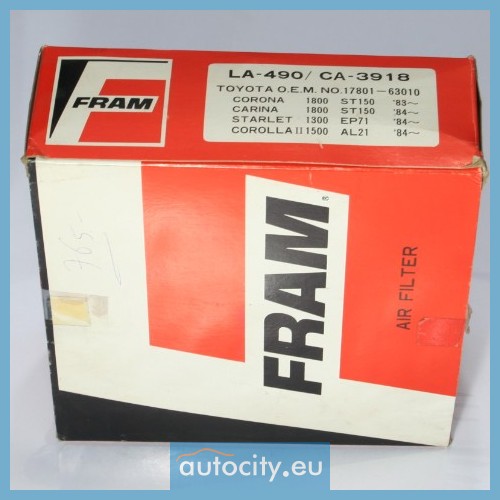 FRAM
LA-490/ CA-3918
TOYOTA O.E.M. NO.17801-63010
CORONA 1800 ST150 '83~
CARINA 1800 ST150 '84~
STARLET 1300 EP71 '84~
COROLLA II 1500 AL21 '84~
765-
FRAM®
AIR FILTER
autocity.eu